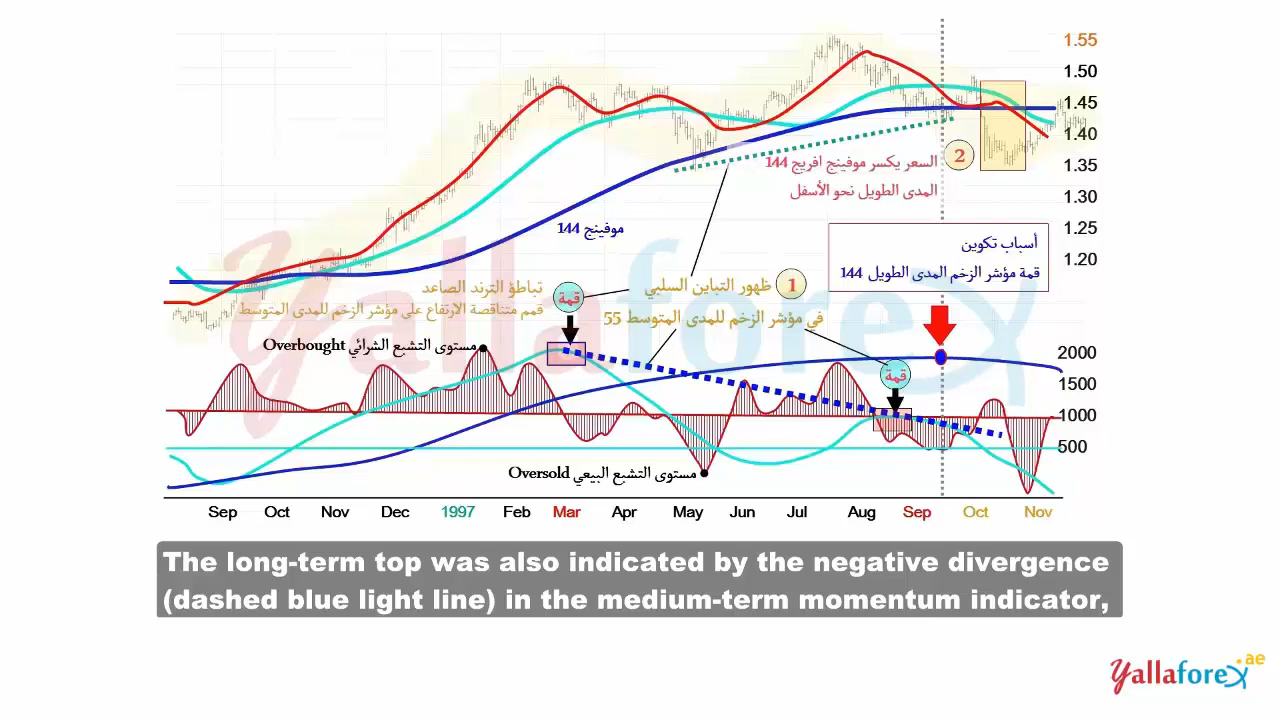 1.55
1.50
1.45
1.40
1.35
1.30
1.25
1.20
2 السعر يكسر موفينج افريج 144
المدى الطويل نحو الأسفل
موفينج 144
أسباب تكوين
قمة مؤشر الزخم المدى الطويل 144
1 ظهور التباين السلبي
في مؤشر الزخم للمدى المتوسط 55
قمة
تباطؤ الترند الصاعد
قمم متناقصة الارتفاع على مؤشر الزخم للمدى المتوسط
مستوى التشبع الشرائي Overbought
قمة
2000
1500
1000
500
مستوى التشبع البيعي Oversold
Sep Oct Nov Dec 1997 Feb Mar Apr May Jun Jul Aug Sep Oct Nov
yallaforex
The long-term top was also indicated by the negative divergence
(dashed blue light line) in the medium-term momentum indicator,
yallaforex.ae